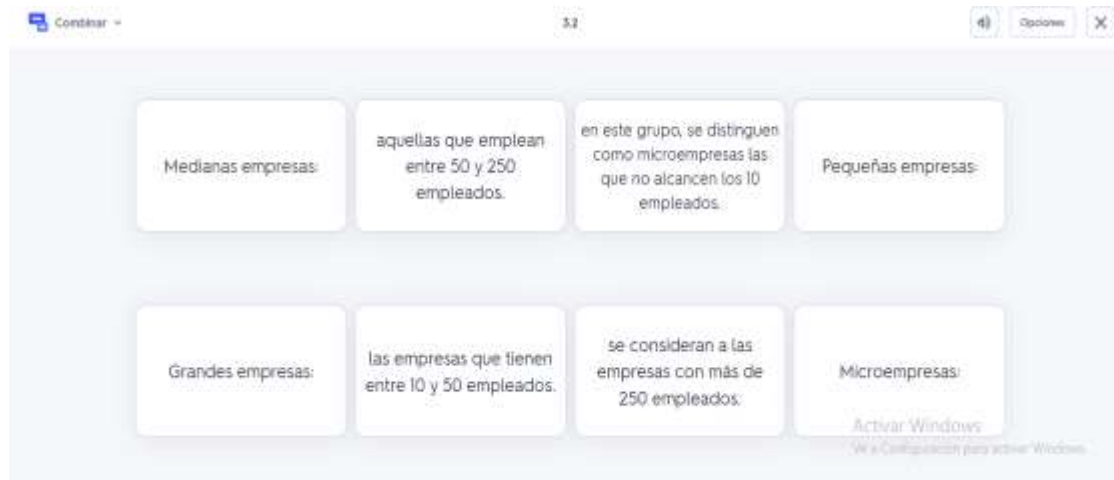 Combinar
3.2
Opciones
Medianas empresas:
aquellas que emplean
entre 50 y 250
empleados.
en este grupo, se distinguen
como microempresas las
que no alcancen los 10
empleados.
Pequeñas empresas:
Grandes empresas:
las empresas que tienen
entre 10 y 50 empleados.
se consideran a las
empresas con más de
250 empleados.
Microempresas:
Activar Windows
Ve a Configuración para activar Windows.